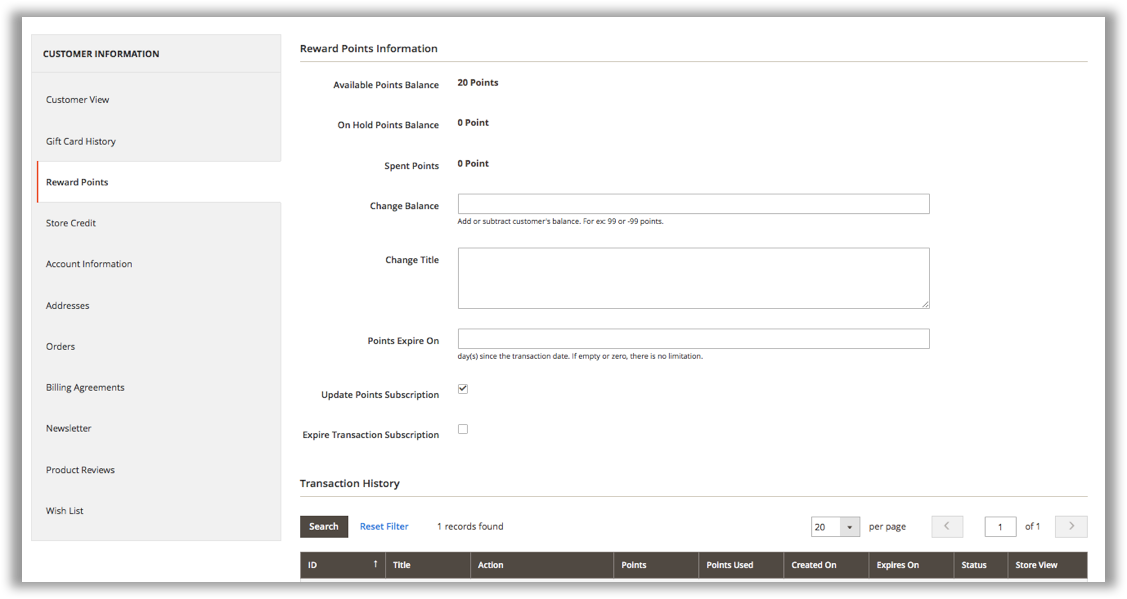 CUSTOMER INFORMATION
Customer View
Gift Card History
Reward Points
Store Credit
Account Information
Addresses
Orders
Billing Agreements
Newsletter
Product Reviews
Wish List
Reward Points Information
Available Points Balance 20 Points
On Hold Points Balance 0 Point
Spent Points 0 Point
Change Balance
Add or subtract customer's balance. For ex: 99 or -99 points.
Change Title
Points Expire On
day(s) since the transaction date. If empty or zero, there is no limitation.
Update Points Subscription
Expire Transaction Subscription
Transaction History
Search Reset Filter 1 records found 20 per page 1 of 1
ID Title Action Points Points Used Created On Expires On Status Store View